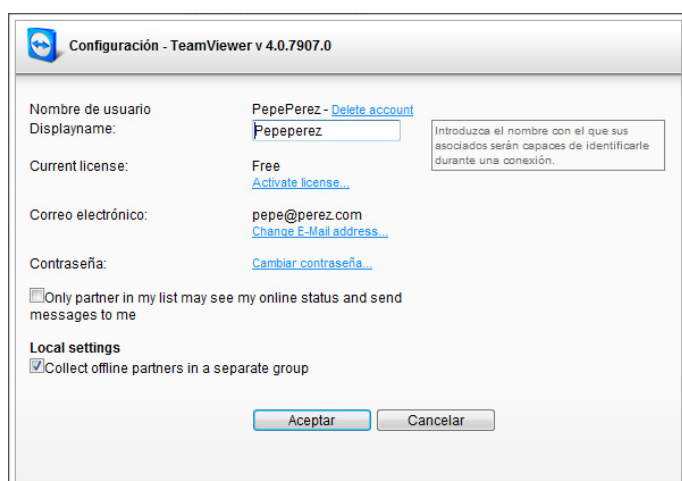 Configuración - TeamViewer v 4.0.7907.0
Nombre de usuario PepePerez - Delete account
Displayname: Pepeperez
Introduzca el nombre con el que sus
asociados serán capaces de identificarle
durante una conexión.
Current license: Free
Activate license...
Correo electrónico: pepe@perez.com
Change E-Mail address...
Contraseña: Cambiar contraseña...
Only partner in my list may see my online status and send
messages to me
Local settings
Collect offline partners in a separate group
Aceptar Cancelar